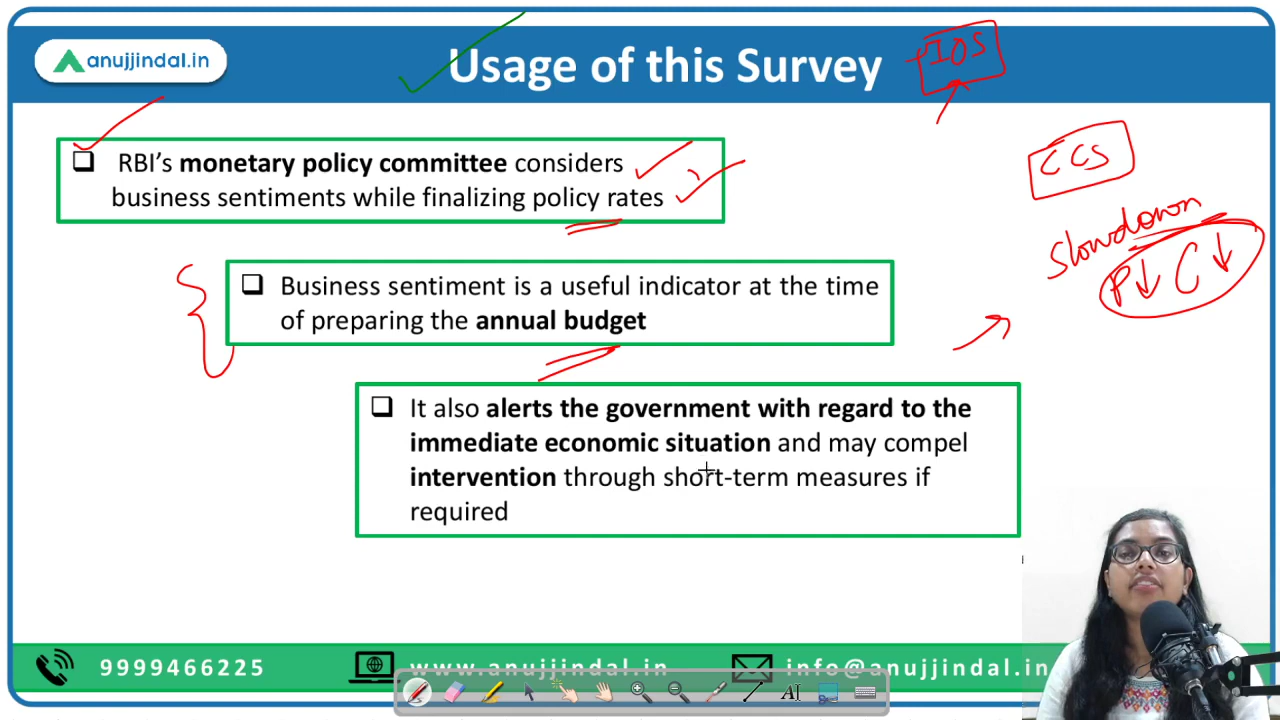 anujjindal.in
Usage of this Survey
IOS
RBI's monetary policy committee considers
business sentiments while finalizing policy rates
CCS
Slowdown
P↓ C↓
Business sentiment is a useful indicator at the time
of preparing the annual budget
It also alerts the government with regard to the
immediate economic situation and may compel
intervention through short-term measures if
required
9999466225
www.anujjindal.in
info@anujjindal.in